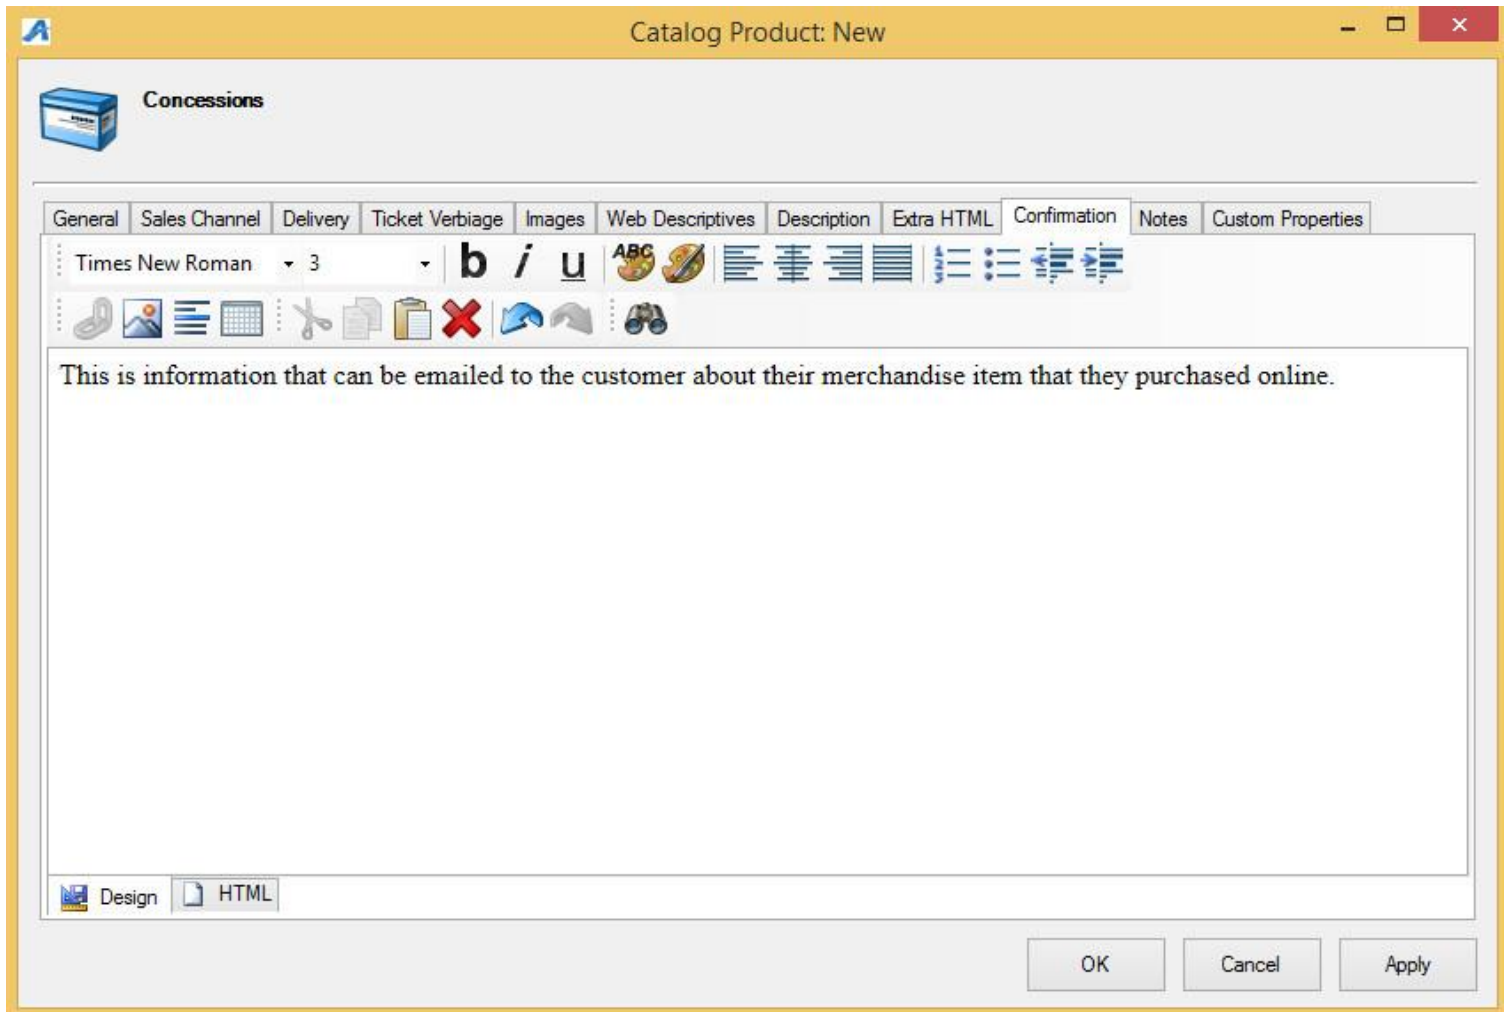 Catalog Product: New
Concessions
General Sales Channel Delivery Ticket Verbiage Images Web Descriptives Description Extra HTML Confirmation Notes Custom Properties
Times New Roman 3 b i u ABC
This is information that can be emailed to the customer about their merchandise item that they purchased online.
Design HTML
OK Cancel Apply